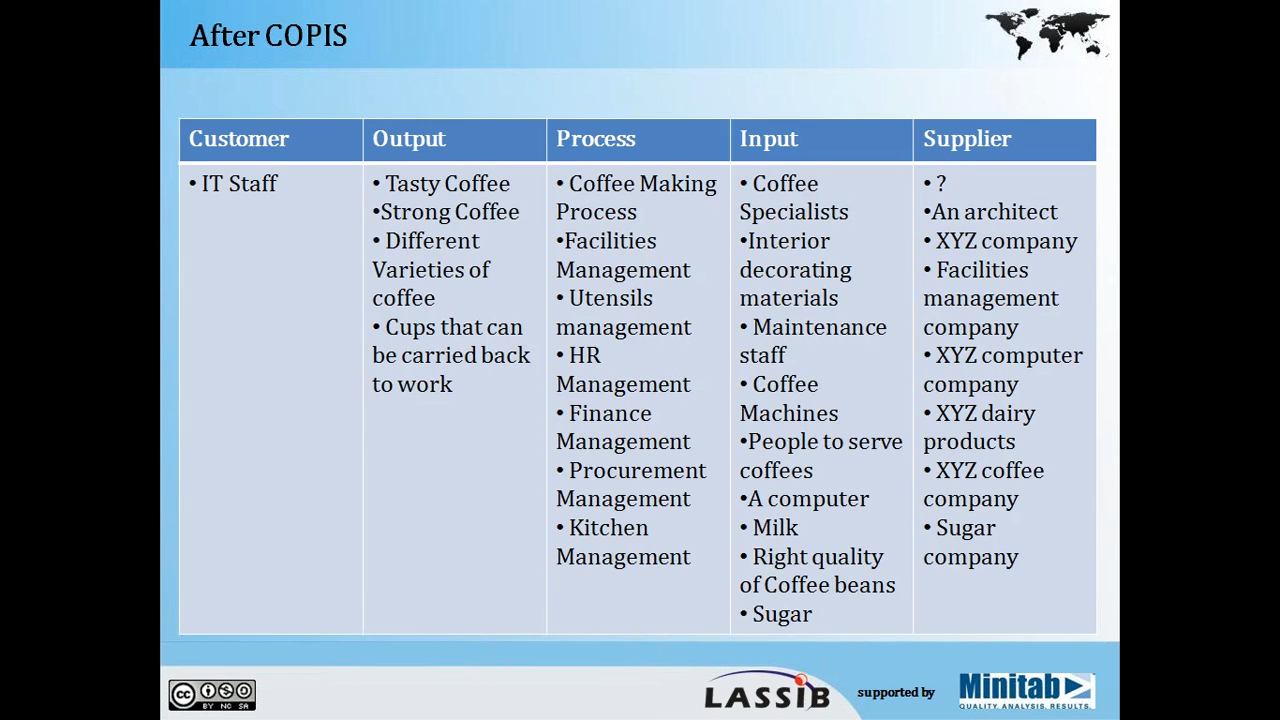 After COPIS
Customer
Output
Process
Input
Supplier
• IT Staff
• Tasty Coffee
•Strong Coffee
• Different
Varieties of
coffee
• Cups that can
be carried back
to work
• Coffee Making
Process
•Facilities
Management
• Utensils
management
• HR
Management
• Finance
Management
• Procurement
Management
• Kitchen
Management
• Coffee
Specialists
•Interior
decorating
materials
• Maintenance
staff
• Coffee
Machines
•People to serve
coffees
•A computer
• Milk
• Right quality
of Coffee beans
• Sugar
• ?
•An architect
• XYZ company
• Facilities
management
company
• XYZ computer
company
• XYZ dairy
products
• XYZ coffee
company
• Sugar
company
cc
BY NC SA
LASSIB
supported by
Minitab
QUALITY. ANALYSIS. RESULTS.